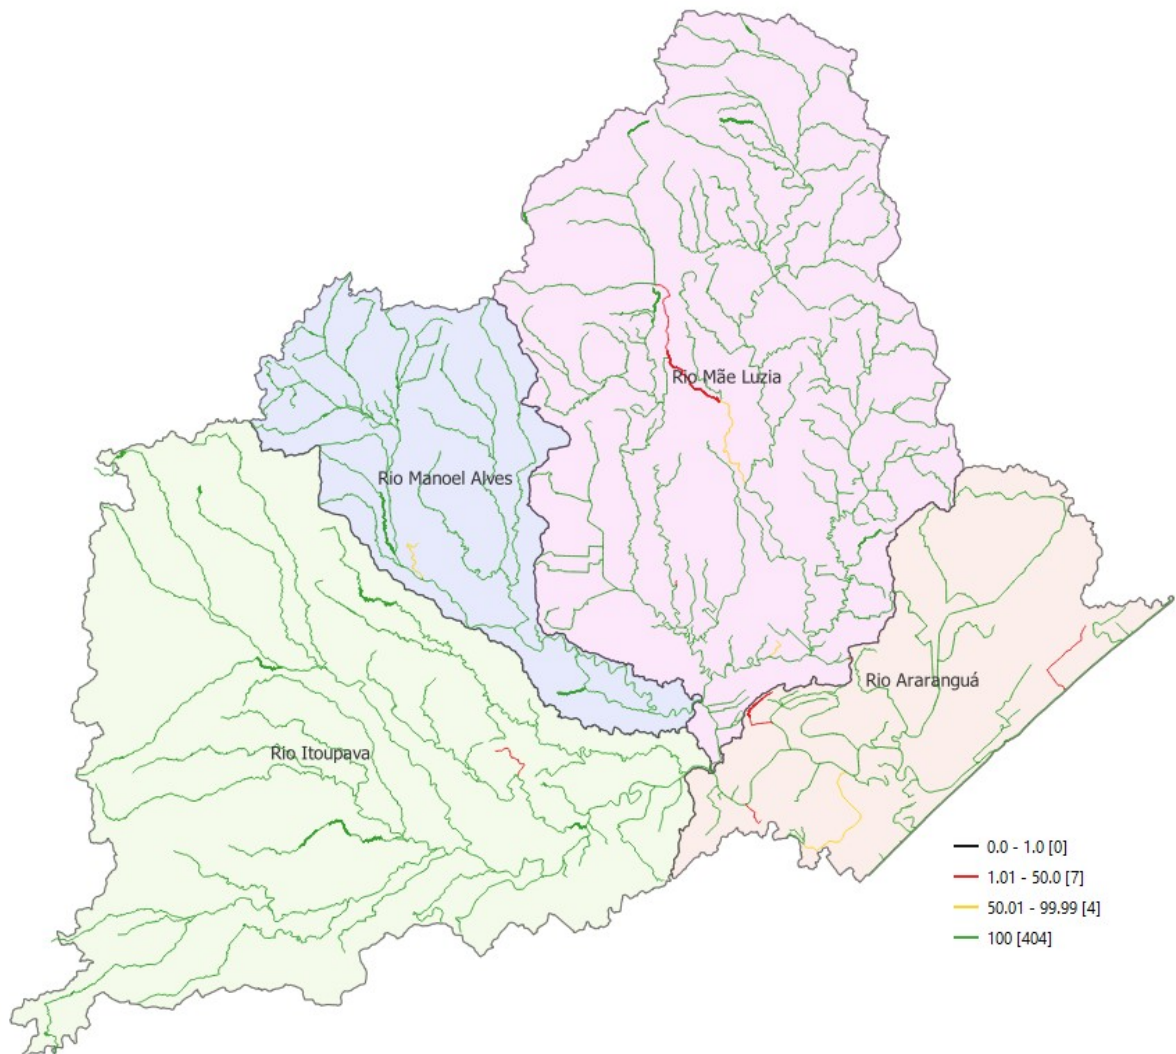 Rio Mãe Luzia
Rio Manoel Alves
Rio Araranguá
Rio Itoupava
0.0 - 1.0 [0]
1.01 - 50.0 [7]
50.01 - 99.99 [4]
100 [404]